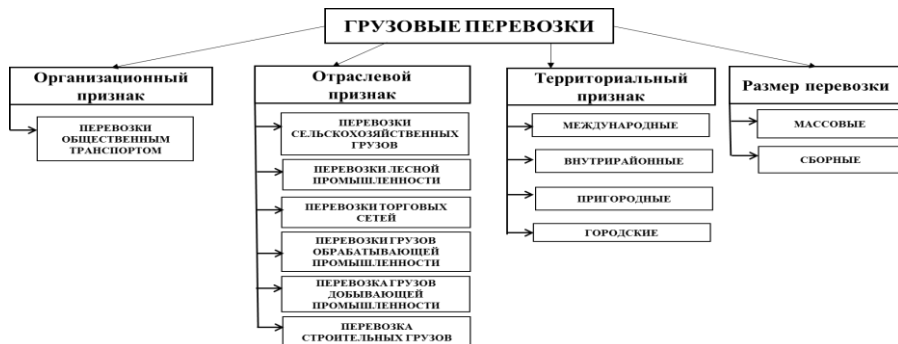 ГРУЗОВЫЕ ПЕРЕВОЗКИ
Организационный
признак
ПЕРЕВОЗКИ
ОБЩЕСТВЕННЫМ
ТРАНСПОРТОМ
Отраслевой
признак
ПЕРЕВОЗКИ
СЕЛЬСКОХОЗЯЙСТВЕННЫХ
ГРУЗОВ
ПЕРЕВОЗКИ ЛЕСНОЙ
ПРОМЫШЛЕННОСТИ
ПЕРЕВОЗКИ ТОРГОВЫХ
СЕТЕЙ
ПЕРЕВОЗКИ ГРУЗОВ
ОБРАБАТЫВАЮЩЕЙ
ПРОМЫШЛЕННОСТИ
ПЕРЕВОЗКА ГРУЗОВ
ДОБЫВАЮЩЕЙ
ПРОМЫШЛЕННОСТИ
ПЕРЕВОЗКА
СТРОИТЕЛЬНЫХ ГРУЗОВ
Территориальный
признак
МЕЖДУНАРОДНЫЕ
ВНУТРИРАЙОННЫЕ
ПРИГОРОДНЫЕ
ГОРОДСКИЕ
Размер перевозки
МАССОВЫЕ
СБОРНЫЕ